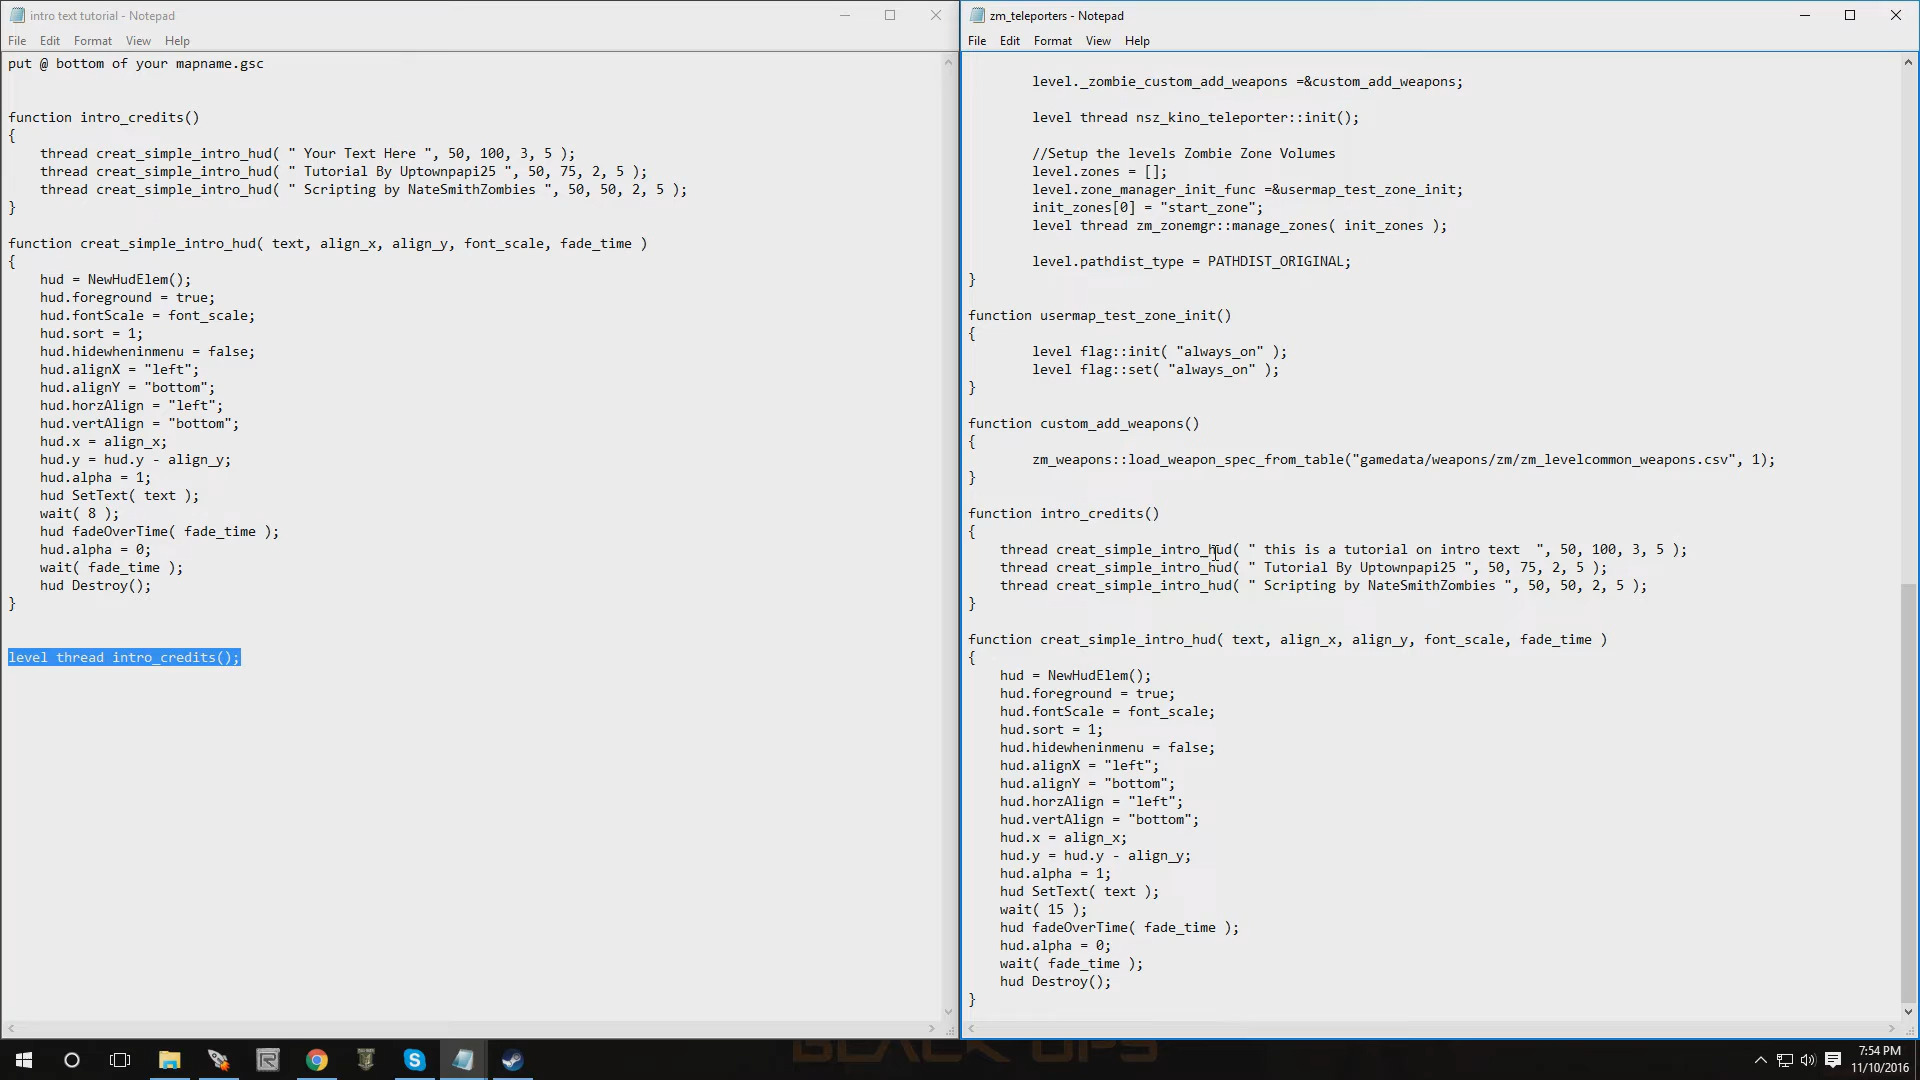 intro text tutorial - Notepad
File Edit Format View Help
put @ bottom of your mapname.gsc
function intro_credits()
{
thread creat_simple_intro_hud( " Your Text Here ", 50, 100, 3, 5 );
thread creat_simple_intro_hud( " Tutorial By Uptownpapi25 ", 50, 75, 2, 5 );
thread creat_simple_intro_hud( " Scripting by NateSmithZombies ", 50, 50, 2, 5 );
}
function creat_simple_intro_hud( text, align_x, align_y, font_scale, fade_time )
{
hud = NewHudElem();
hud.foreground = true;
hud.fontScale = font_scale;
hud.sort = 1;
hud.hidewheninmenu = false;
hud.alignX = "left";
hud.alignY = "bottom";
hud.horzAlign = "left";
hud.vertAlign = "bottom";
hud.x = align_x;
hud.y = hud.y - align_y;
hud.alpha = 1;
hud SetText( text );
wait( 8 );
hud fadeOverTime( fade_time );
hud.alpha = 0;
wait( fade_time );
hud Destroy();
}
level thread intro_credits();
zm_teleporters - Notepad
File Edit Format View Help
level._zombie_custom_add_weapons =&custom_add_weapons;
level thread nsz_kino_teleporter::init();
//Setup the levels Zombie Zone Volumes
level.zones = [];
level.zone_manager_init_func =&usermap_test_zone_init;
init_zones[0] = "start_zone";
level thread zm_zonemgr::manage_zones( init_zones );
level.pathdist_type = PATHDIST_ORIGINAL;
}
function usermap_test_zone_init()
{
level flag::init( "always_on" );
level flag::set( "always_on" );
}
function custom_add_weapons()
{
zm_weapons::load_weapon_spec_from_table("gamedata/weapons/zm/zm_levelcommon_weapons.csv", 1);
}
function intro_credits()
{
thread creat_simple_intro_hud( " this is a tutorial on intro text  ", 50, 100, 3, 5 );
thread creat_simple_intro_hud( " Tutorial By Uptownpapi25 ", 50, 75, 2, 5 );
thread creat_simple_intro_hud( " Scripting by NateSmithZombies ", 50, 50, 2, 5 );
}
function creat_simple_intro_hud( text, align_x, align_y, font_scale, fade_time )
{
hud = NewHudElem();
hud.foreground = true;
hud.fontScale = font_scale;
hud.sort = 1;
hud.hidewheninmenu = false;
hud.alignX = "left";
hud.alignY = "bottom";
hud.horzAlign = "left";
hud.vertAlign = "bottom";
hud.x = align_x;
hud.y = hud.y - align_y;
hud.alpha = 1;
hud SetText( text );
wait( 15 );
hud fadeOverTime( fade_time );
hud.alpha = 0;
wait( fade_time );
hud Destroy();
}
BLACK OPS
7:54 PM
11/10/2016